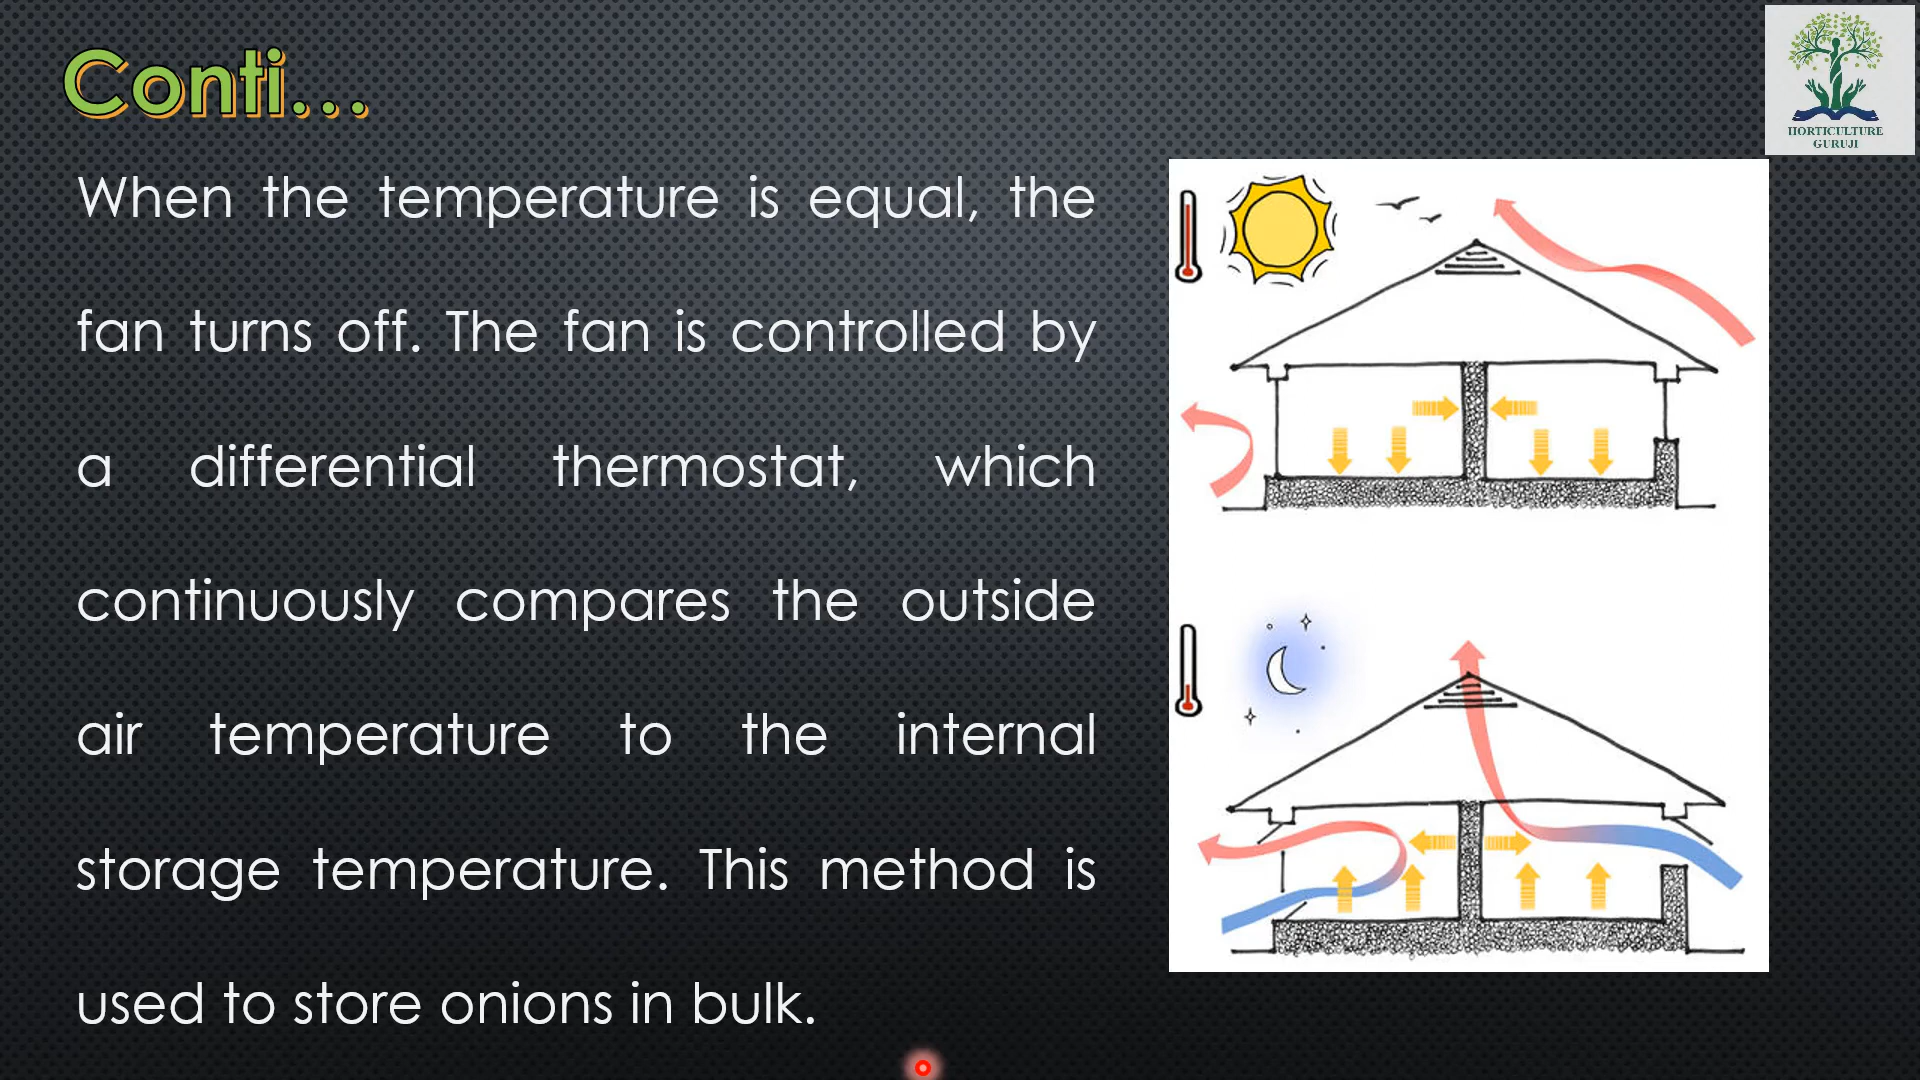 Conti...
HORTICULTURE
GURUJI
When the temperature is equal, the
fan turns off. The fan is controlled by
a differential thermostat, which
continuously compares the outside
air temperature to the internal
storage temperature. This method is
used to store onions in bulk.